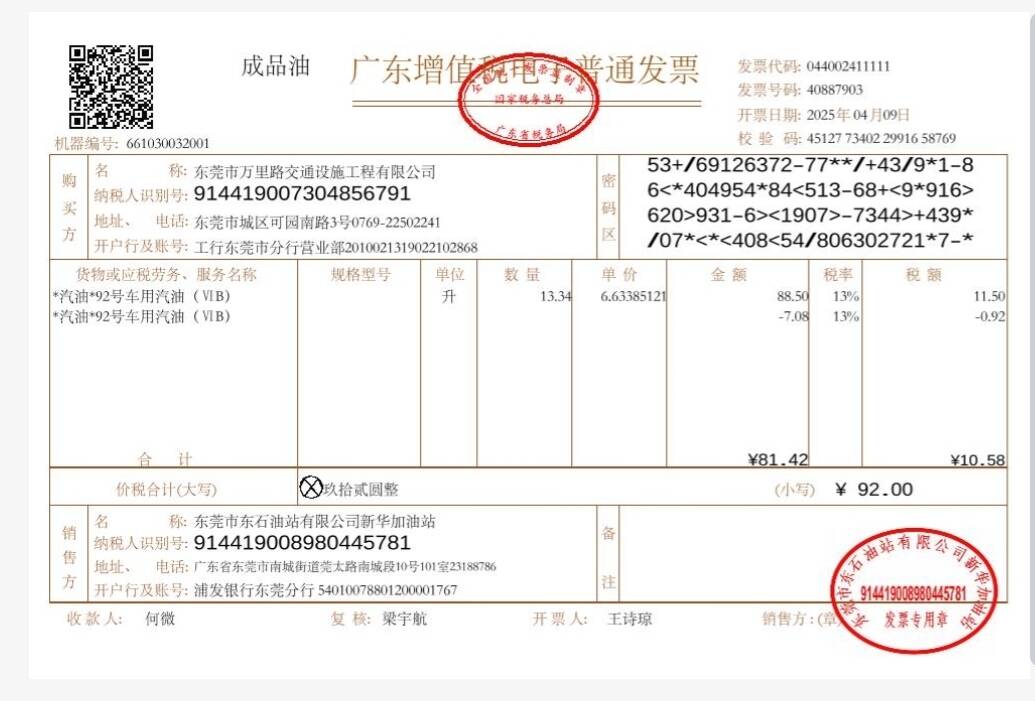 成品油 广东增值税电子普通发票
发票代码: 044002411111
发票号码: 40887903
开票日期: 2025年 04 月09日
校 验 码: 45127 73402 29916 58769
机器编号: 661030032001
国家税务总局
广东省税务局
购买方
名 称: 东莞市万里路交通设施工程有限公司
纳税人识别号: 914419007304856791
地址、 电话: 东莞市城区可园南路3号0769-22502241
开户行及账号: 工行东莞市分行营业部2010021319022102868
密码区
53+/69126372-77**/+43/9*1-8
6<*404954*84<513-68+<9*916>
620>931-6><1907>-7344>+439*
/07*<*<408<54/806302721*7-*
货物或应税劳务、服务名称 规格型号 单位 数 量 单 价 金 额 税率 税 额
*汽油*92号车用汽油（ⅥB） 升 13.34 6.63385121 88.50 13% 11.50
*汽油*92号车用汽油（ⅥB） -7.08 13% -0.92
合 计 ¥81.42 ¥10.58
价税合计(大写) 玖拾贰圆整 (小写) ¥ 92.00
销售方
名 称: 东莞市东石油站有限公司新华加油站
纳税人识别号: 914419008980445781
地址、 电话: 广东省东莞市南城街道莞太路南城段10号101室23188786
开户行及账号: 浦发银行东莞分行 54010078801200001767
备注
收 款 人: 何微 复 核: 梁宇航 开 票 人: 王诗琼 销售方:(章)
东莞市东石油站有限公司新华加油站
914419008980445781
发票专用章